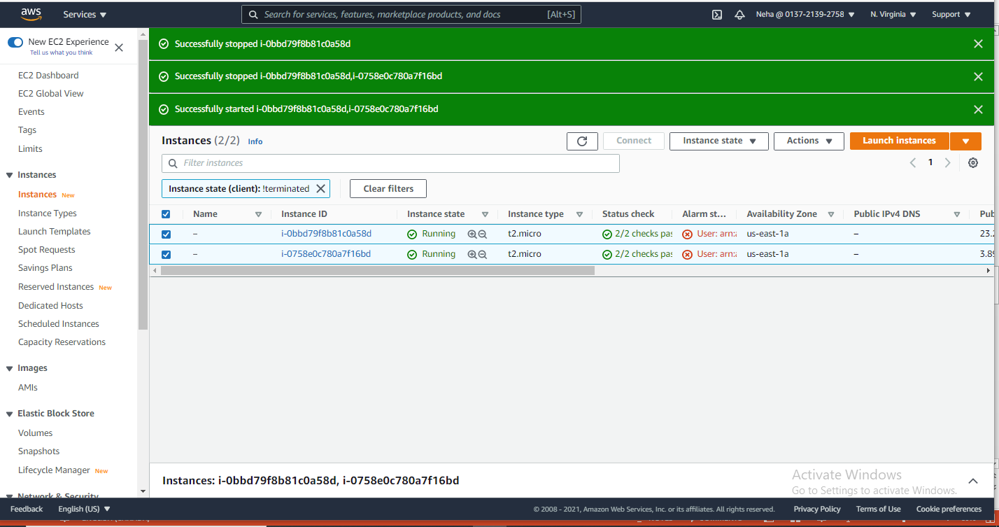 aws Services Search for services, features, marketplace products, and docs [Alt+S] Neha @ 0137-2139-2758 N. Virginia Support
New EC2 Experience
Tell us what you think
EC2 Dashboard
EC2 Global View
Events
Tags
Limits
Instances
Instances New
Instance Types
Launch Templates
Spot Requests
Savings Plans
Reserved Instances New
Dedicated Hosts
Scheduled Instances
Capacity Reservations
Images
AMIs
Elastic Block Store
Volumes
Snapshots
Lifecycle Manager New
Network & Security
Successfully stopped i-0bbd79f8b81c0a58d
Successfully stopped i-0bbd79f8b81c0a58d,i-0758e0c780a7f16bd
Successfully started i-0bbd79f8b81c0a58d,i-0758e0c780a7f16bd
Instances (2/2) Info Connect Instance state Actions Launch instances
Filter instances
1
Instance state (client): !terminated Clear filters
Name Instance ID Instance state Instance type Status check Alarm st... Availability Zone Public IPv4 DNS
– i-0bbd79f8b81c0a58d Running t2.micro 2/2 checks pas User: arn: us-east-1a – 23.2
– i-0758e0c780a7f16bd Running t2.micro 2/2 checks pas User: arn: us-east-1a – 3.89
Instances: i-0bbd79f8b81c0a58d, i-0758e0c780a7f16bd
Activate Windows
Go to Settings to activate Windows.
Feedback English (US) © 2008 - 2021, Amazon Web Services, Inc. or its affiliates. All rights reserved. Privacy Policy Terms of Use Cookie preferences